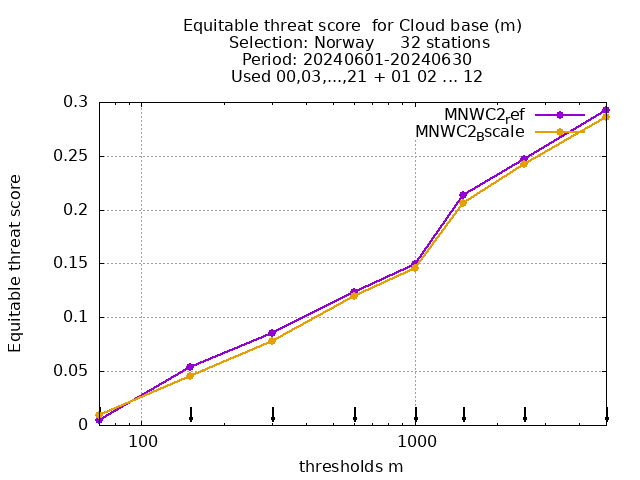 Equitable threat score  for Cloud base (m)
Selection: Norway     32 stations
Period: 20240601-20240630
Used 00,03,...,21 + 01 02 ... 12
MNWC2_ref
MNWC2_Bscale
0.3
0.25
0.2
0.15
0.1
0.05
0
Equitable threat score
100 1000
thresholds m